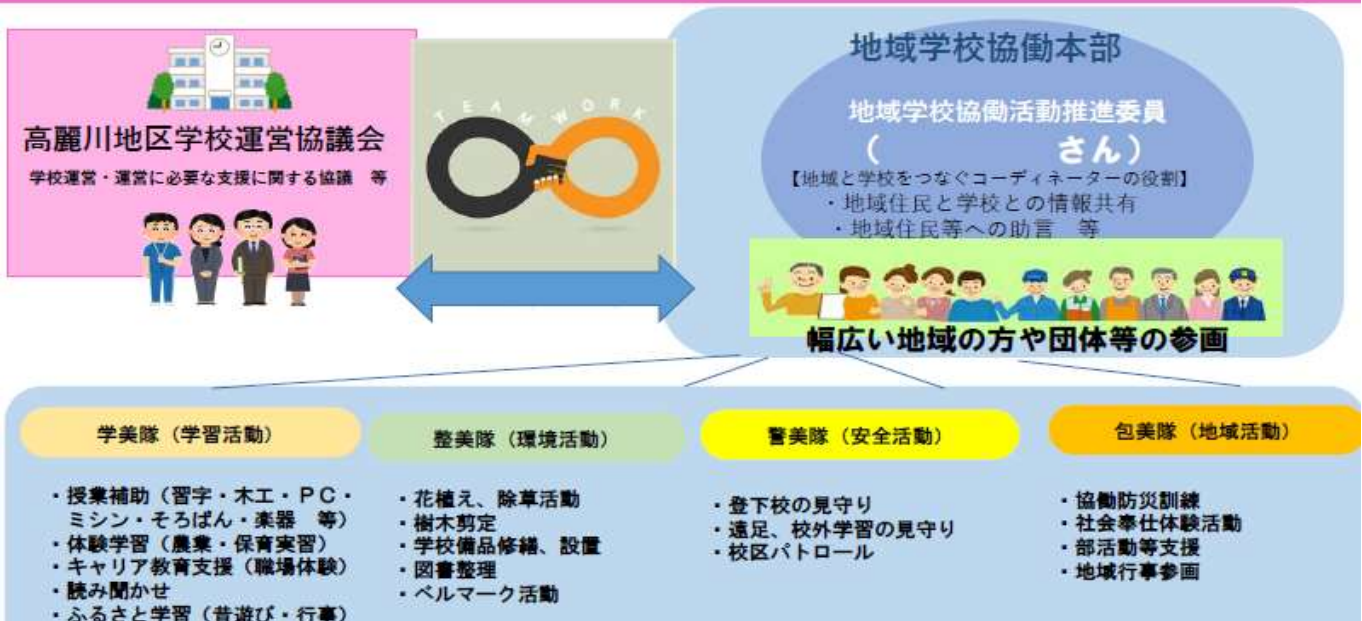 高麗川地区学校運営協議会
学校運営・運営に必要な支援に関する協議　等
TEAMWORK
地域学校協働本部
地域学校協働活動推進委員
（　　　　　　さん）
【地域と学校をつなぐコーディネーターの役割】
・地域住民と学校との情報共有
・地域住民等への助言　等
幅広い地域の方や団体等の参画
学美隊（学習活動）
・授業補助（習字・木工・ＰＣ・
ミシン・そろばん・楽器　等）
・体験学習（農業・保育実習）
・キャリア教育支援（職場体験）
・読み聞かせ
・ふるさと学習（昔遊び・行事）
整美隊（環境活動）
・花植え、除草活動
・樹木剪定
・学校備品修繕、設置
・図書整理
・ベルマーク活動
警美隊（安全活動）
・登下校の見守り
・遠足、校外学習の見守り
・校区パトロール
包美隊（地域活動）
・協働防災訓練
・社会奉仕体験活動
・部活動等支援
・地域行事参画